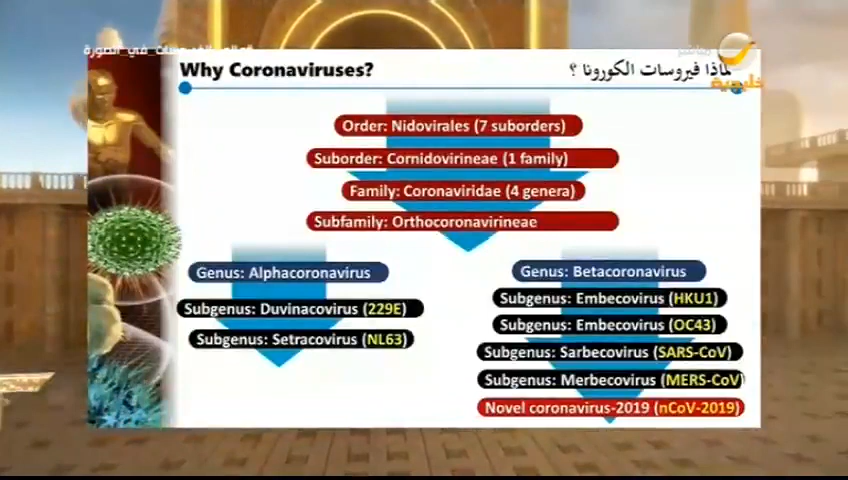 مباشر
خليجية
Why Coronaviruses?
لماذا فيروسات الكورونا ؟
Order: Nidovirales (7 suborders)
Suborder: Cornidovirineae (1 family)
Family: Coronaviridae (4 genera)
Subfamily: Orthocoronavirineae
Genus: Alphacoronavirus
Subgenus: Duvinacovirus (229E)
Subgenus: Setracovirus (NL63)
Genus: Betacoronavirus
Subgenus: Embecovirus (HKU1)
Subgenus: Embecovirus (OC43)
Subgenus: Sarbecovirus (SARS-CoV)
Subgenus: Merbecovirus (MERS-CoV)
Novel coronavirus-2019 (nCoV-2019)